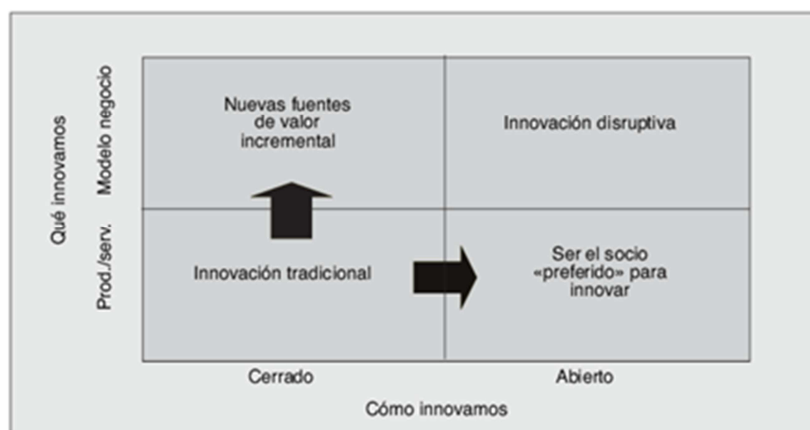 Qué innovamos
Modelo negocio
Prod./serv.
Nuevas fuentes
de valor
incremental
Innovación disruptiva
Innovación tradicional
Ser el socio
«preferido» para
innovar
Cerrado
Abierto
Cómo innovamos